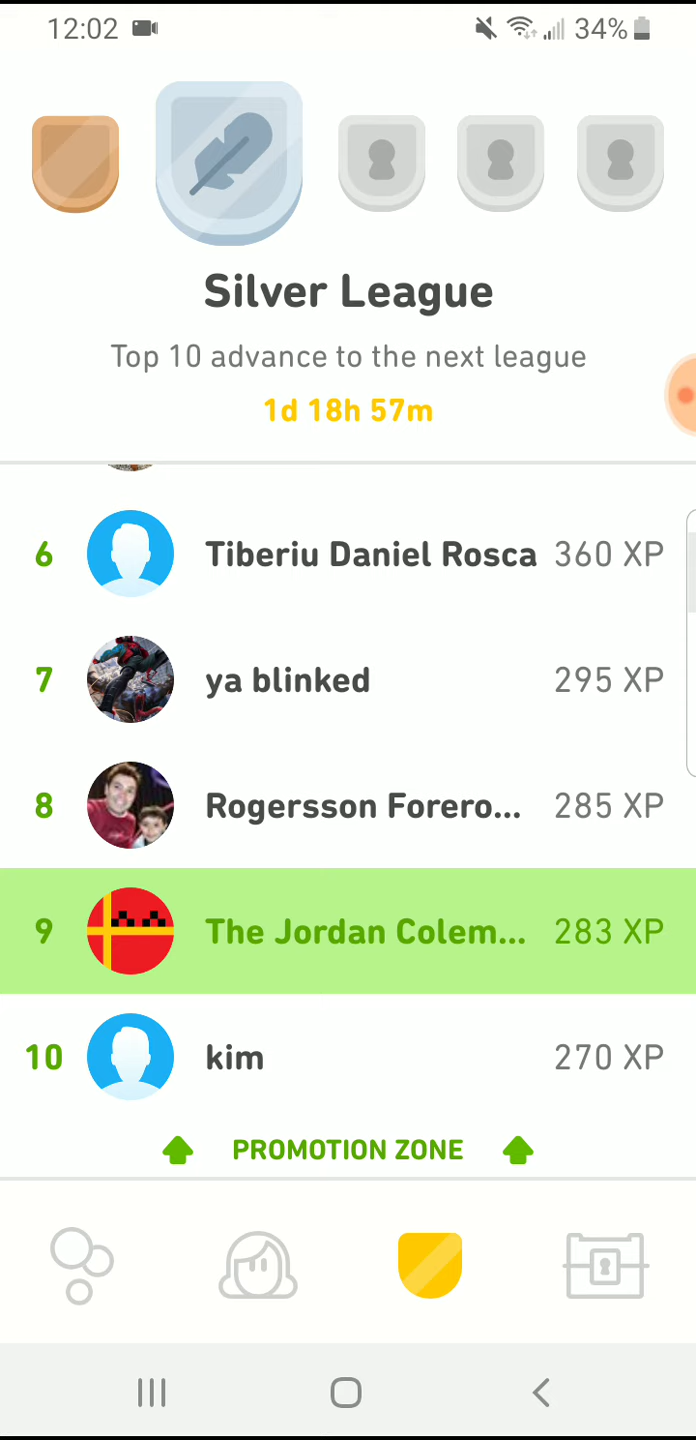 12:02 34%
Silver League
Top 10 advance to the next league
1d 18h 57m
6 Tiberiu Daniel Rosca 360 XP
7 ya blinked 295 XP
8 Rogersson Forero... 285 XP
9 The Jordan Colem... 283 XP
10 kim 270 XP
PROMOTION ZONE